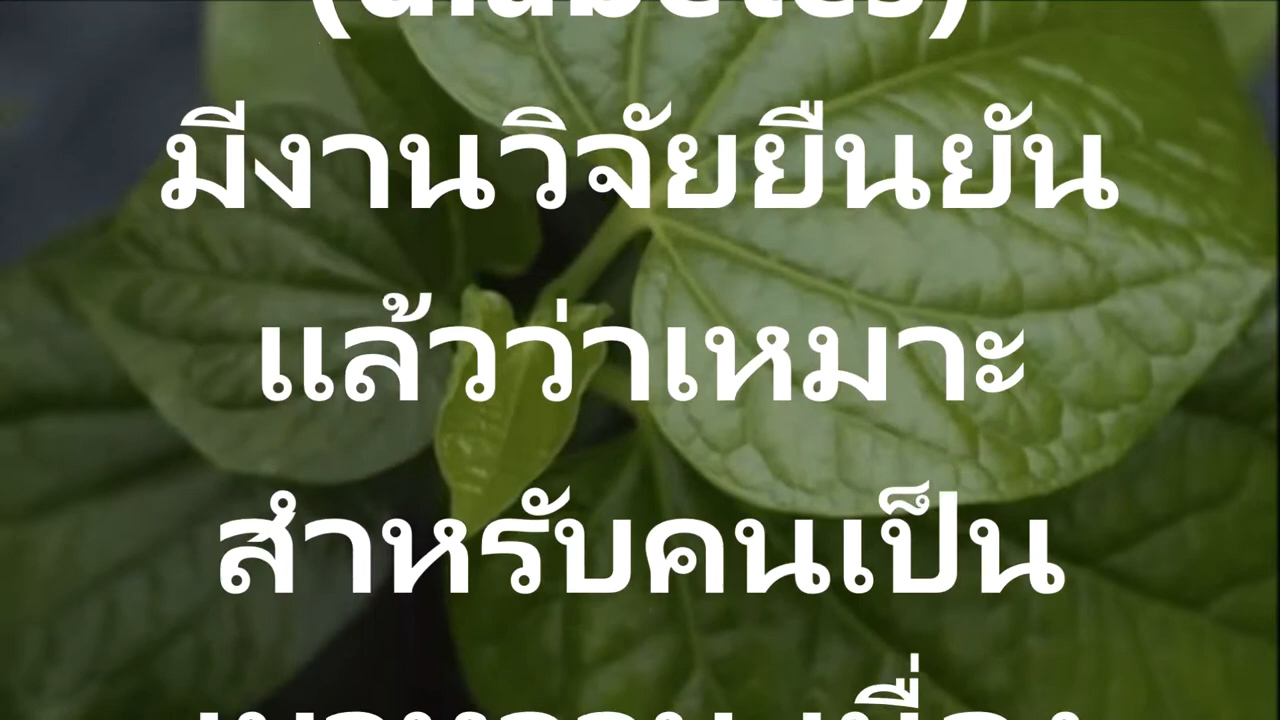 (diabetes)
มีงานวิจัยยืนยัน
แล้วว่าเหมาะ
สำหรับคนเป็น